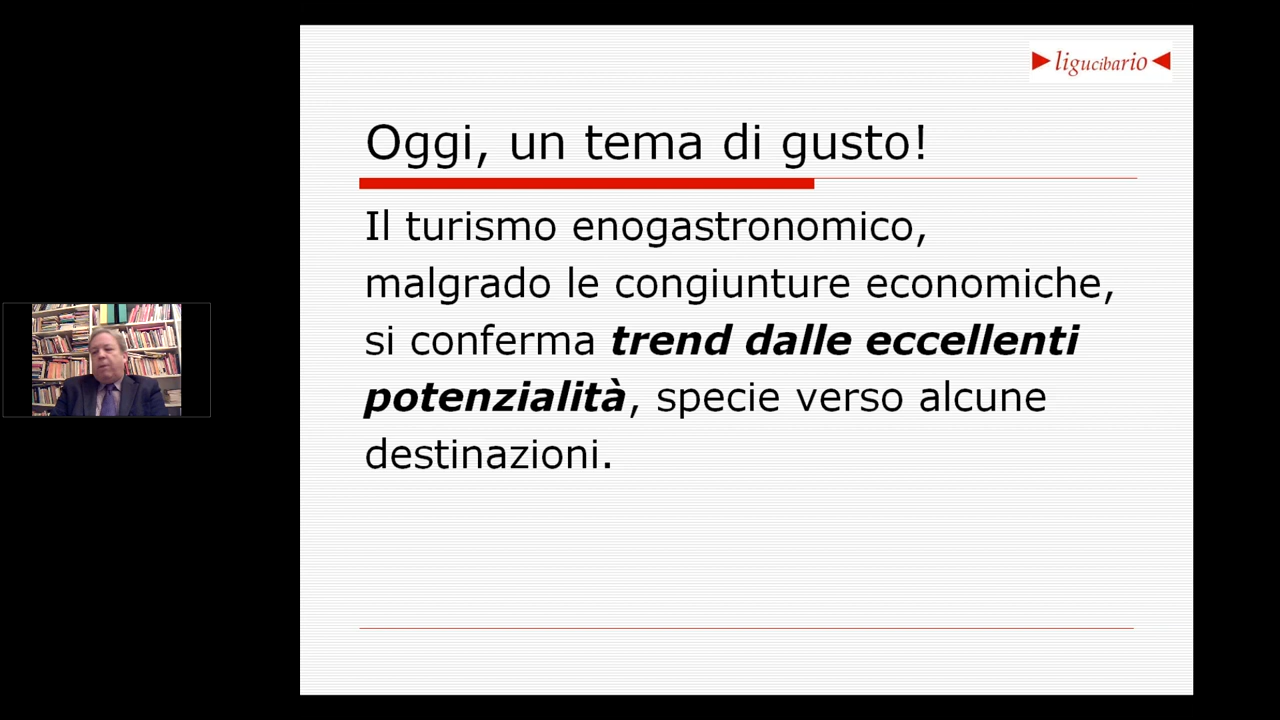 ligucibario
Oggi, un tema di gusto!
Il turismo enogastronomico,
malgrado le congiunture economiche,
si conferma trend dalle eccellenti
potenzialità, specie verso alcune
destinazioni.